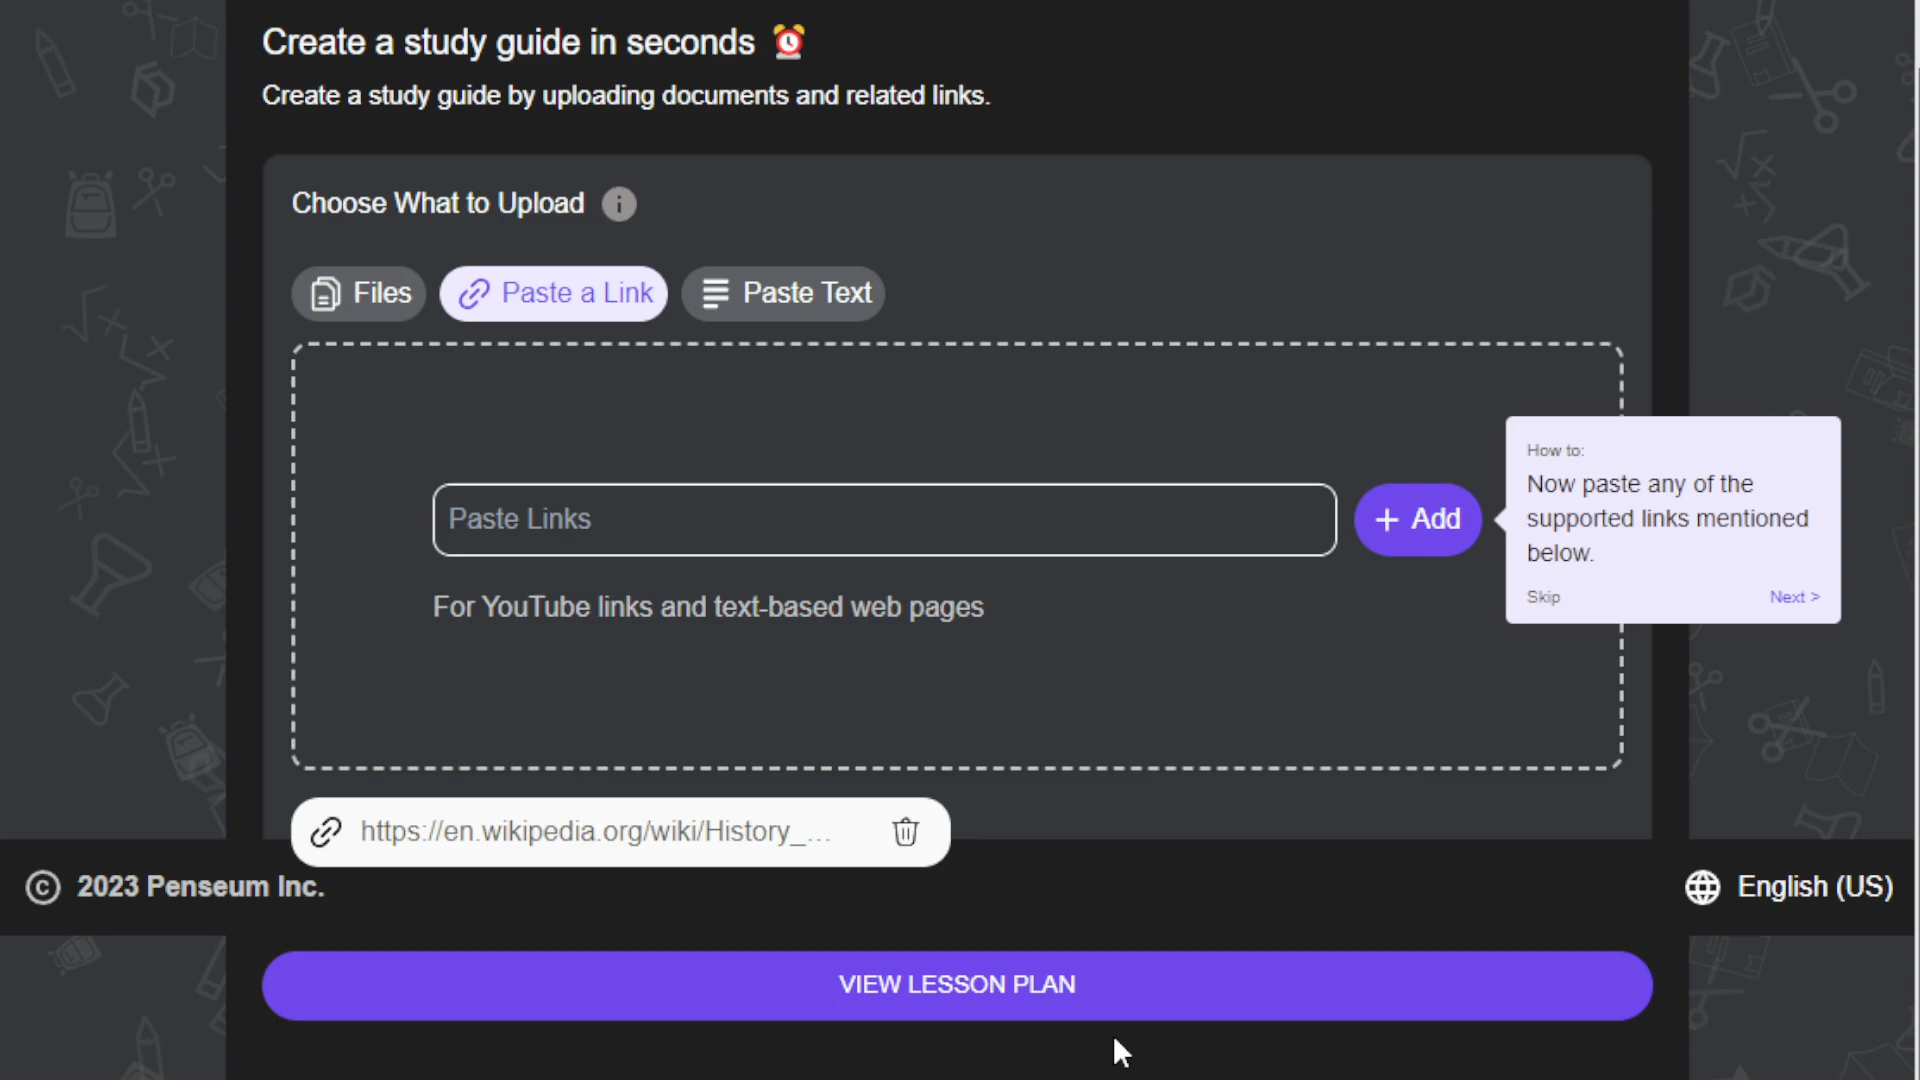 Create a study guide in seconds
Create a study guide by uploading documents and related links.
Choose What to Upload
Files
Paste a Link
Paste Text
Paste Links
+ Add
How to:
Now paste any of the
supported links mentioned
below.
Skip
Next >
For YouTube links and text-based web pages
https://en.wikipedia.org/wiki/History_...
© 2023 Penseum Inc.
English (US)
VIEW LESSON PLAN